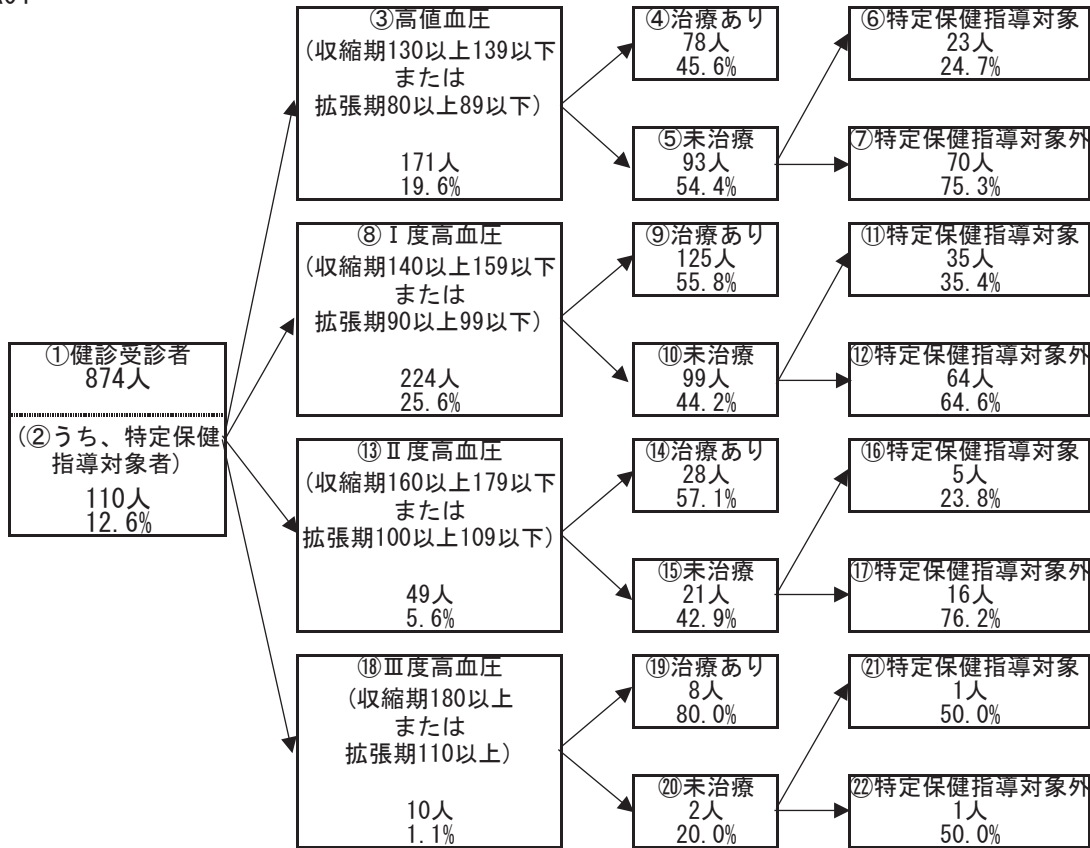 ①健診受診者
874人
(②うち、特定保健
指導対象者)
110人
12.6%
③高値血圧
(収縮期130以上139以下
または
拡張期80以上89以下)
171人
19.6%
④治療あり
78人
45.6%
⑤未治療
93人
54.4%
⑥特定保健指導対象
23人
24.7%
⑦特定保健指導対象外
70人
75.3%
⑧Ⅰ度高血圧
(収縮期140以上159以下
または
拡張期90以上99以下)
224人
25.6%
⑨治療あり
125人
55.8%
⑩未治療
99人
44.2%
⑪特定保健指導対象
35人
35.4%
⑫特定保健指導対象外
64人
64.6%
⑬Ⅱ度高血圧
(収縮期160以上179以下
または
拡張期100以上109以下)
49人
5.6%
⑭治療あり
28人
57.1%
⑮未治療
21人
42.9%
⑯特定保健指導対象
5人
23.8%
⑰特定保健指導対象外
16人
76.2%
⑱Ⅲ度高血圧
(収縮期180以上
または
拡張期110以上)
10人
1.1%
⑲治療あり
8人
80.0%
⑳未治療
2人
20.0%
㉑特定保健指導対象
1人
50.0%
㉒特定保健指導対象外
1人
50.0%